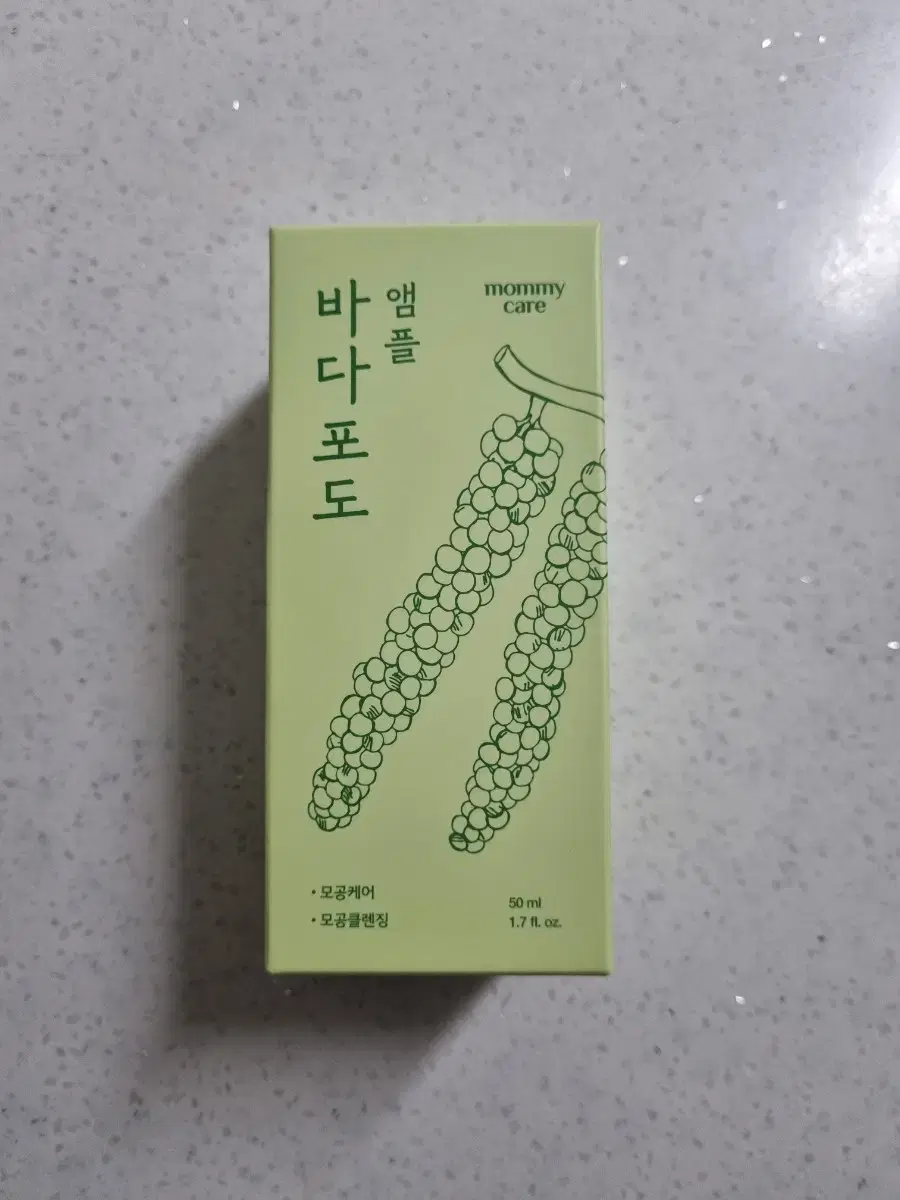 바다포도
앰플
mommy
care
• 모공케어
• 모공클렌징
50 ml
1.7 fl. oz.